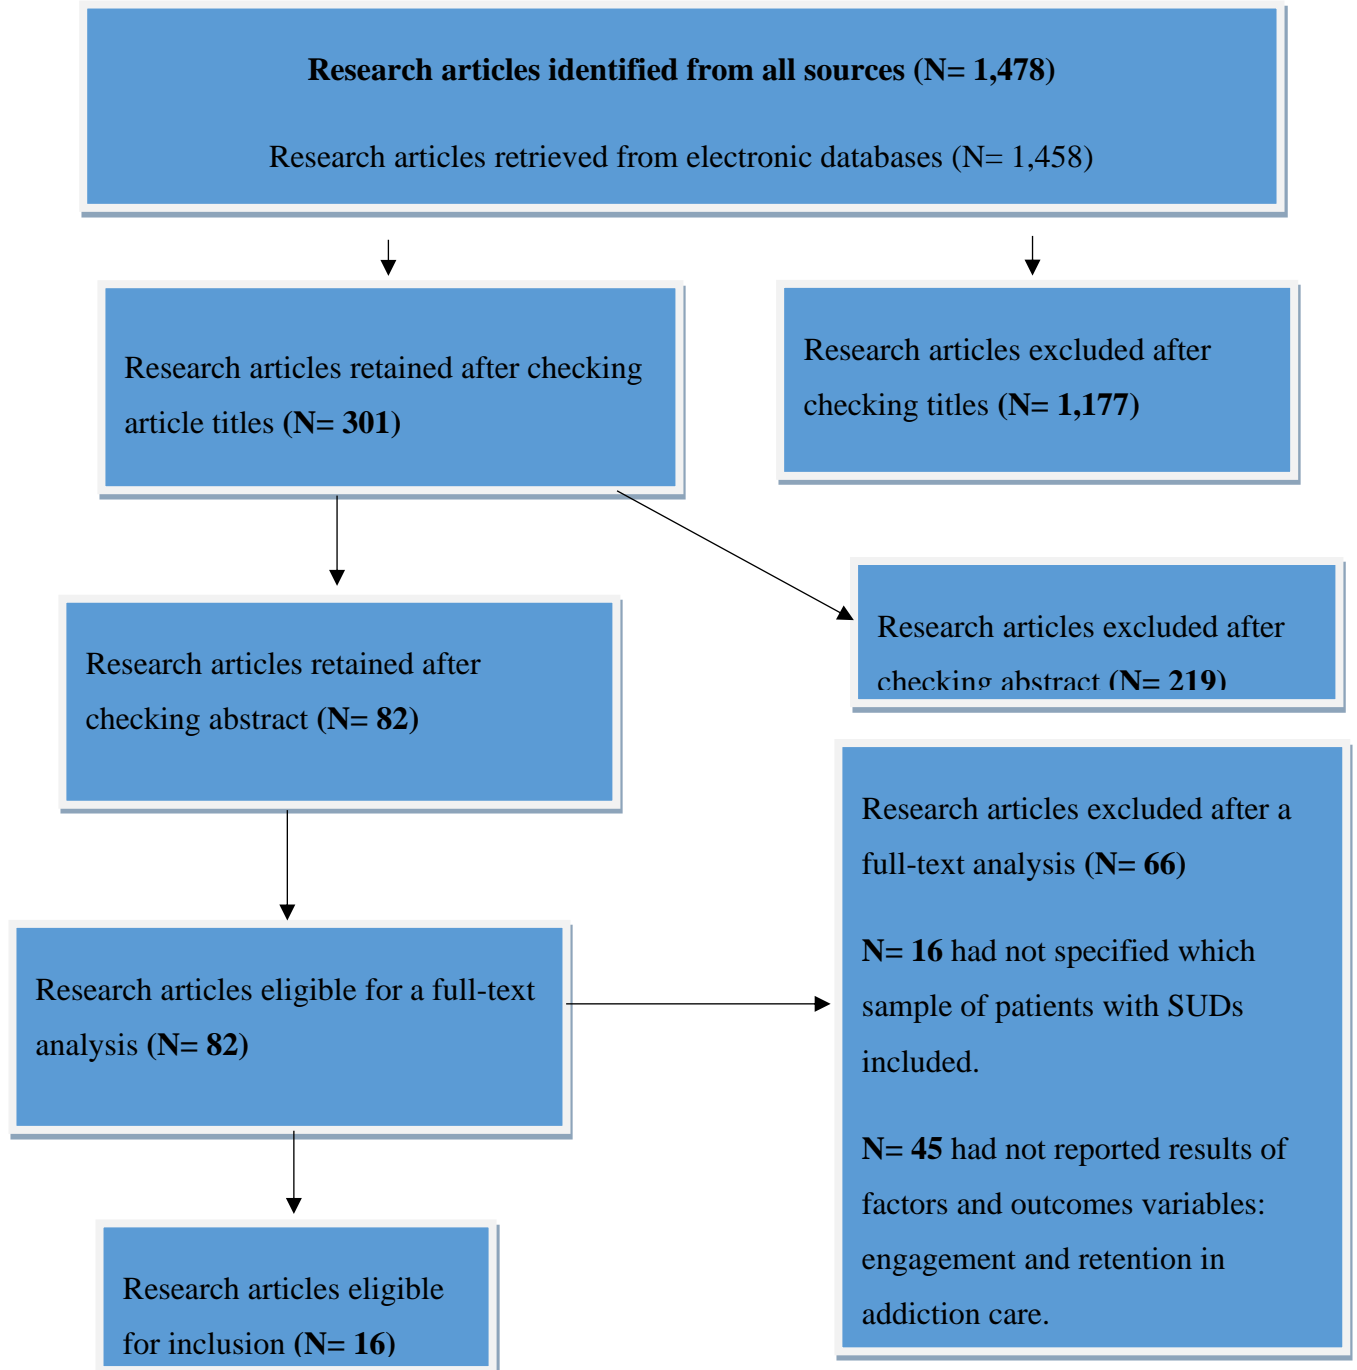 Research articles identified from all sources (N= 1,478)
Research articles retrieved from electronic databases (N= 1,458)
Research articles retained after checking
article titles (N= 301)
Research articles excluded after
checking titles (N= 1,177)
Research articles excluded after
checking abstract (N= 219)
Research articles retained after
checking abstract (N= 82)
Research articles excluded after a
full-text analysis (N= 66)
N= 16 had not specified which
sample of patients with SUDs
included.
N= 45 had not reported results of
factors and outcomes variables:
engagement and retention in
addiction care.
Research articles eligible for a full-text
analysis (N= 82)
Research articles eligible
for inclusion (N= 16)